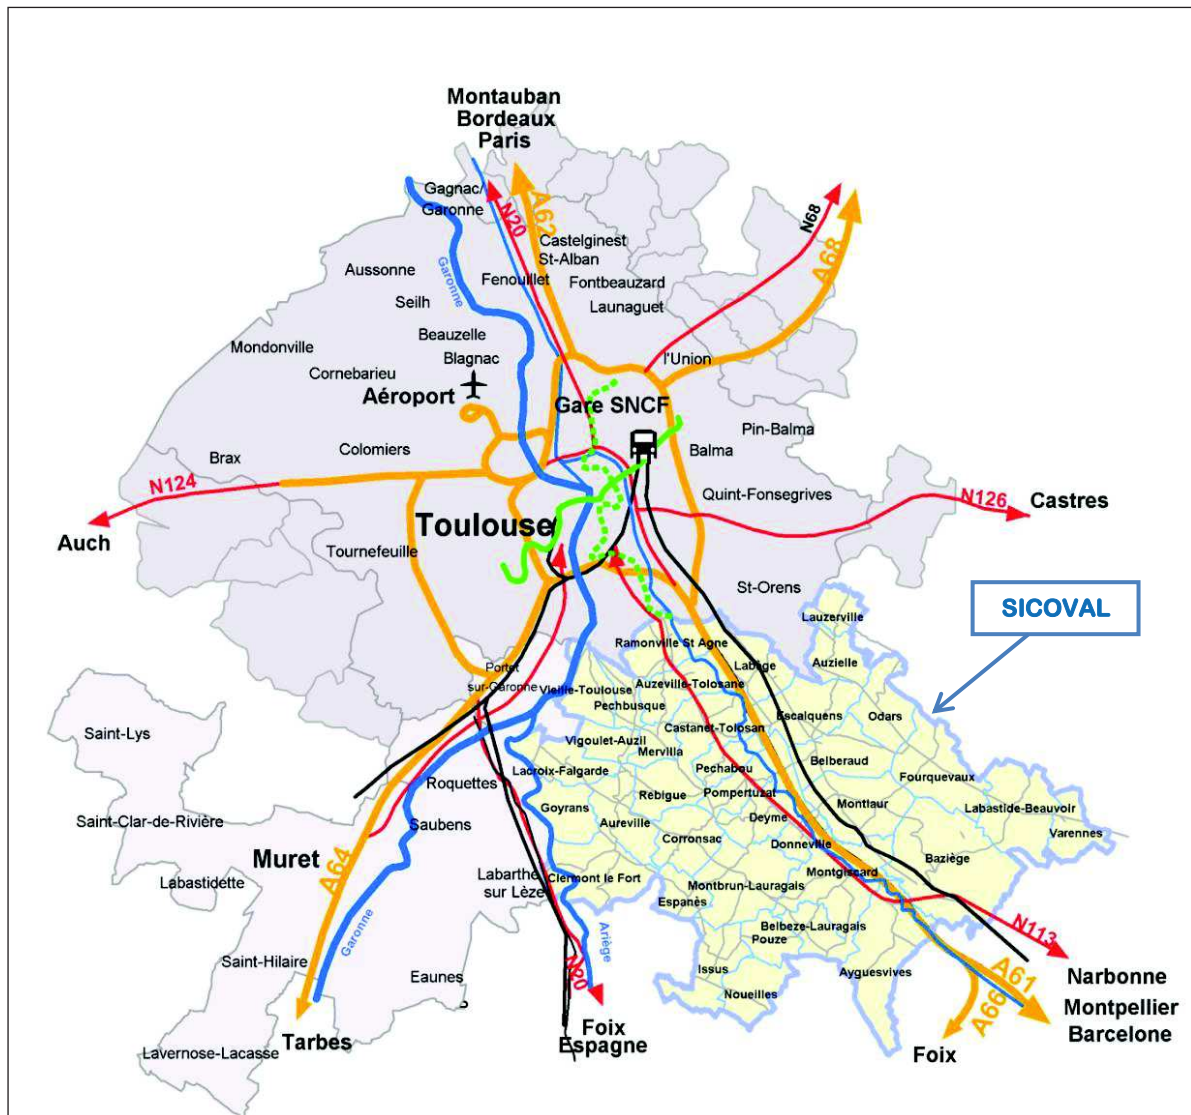 Montauban
Bordeaux
Paris
Gagnac/
Garonne
N20
A62
N68
A68
Castelginest
St-Alban
Aussonne
Garonne
Fenouillet
Fontbeauzard
Seilh
Launaguet
Beauzelle
Mondonville
Blagnac
l'Union
Cornebarieu
Aéroport
Gare SNCF
Pin-Balma
Colomiers
Balma
Brax
N124
Quint-Fonsegrives
N126
Castres
Auch
Toulouse
Tournefeuille
St-Orens
SICOVAL
Lauzerville
Ramonville St Agne
Auzielle
Portet
sur-Garonne
Labège
Vieille-Toulouse
Auzeville-Tolosane
Pechbusque
Escalquens
Odars
Saint-Lys
Castanet-Tolosan
Vigoulet-Auzil
Mervilla
Belberaud
Lacroix-Falgarde
Pechabou
Fourquevaux
Roquettes
Rebigue
Pompertuzat
Goyrans
Montlaur
Labastide-Beauvoir
Saint-Clar-de-Rivière
Saubens
Aureville
Deyme
Varennes
Corronsac
Donneville
Muret
A64
Baziège
Labarthe
sur Lèze
Clermont le Fort
Montgiscard
Labastidette
Montbrun-Lauragais
Espanès
Garonne
Ariège
Belbeze-Lauragais
Pouze
N113
Saint-Hilaire
Eaunes
N20
Issus
Ayguesvives
A61
Narbonne
Noueilles
A66
Montpellier
Barcelone
Tarbes
Foix
Espagne
Foix
Lavernose-Lacasse